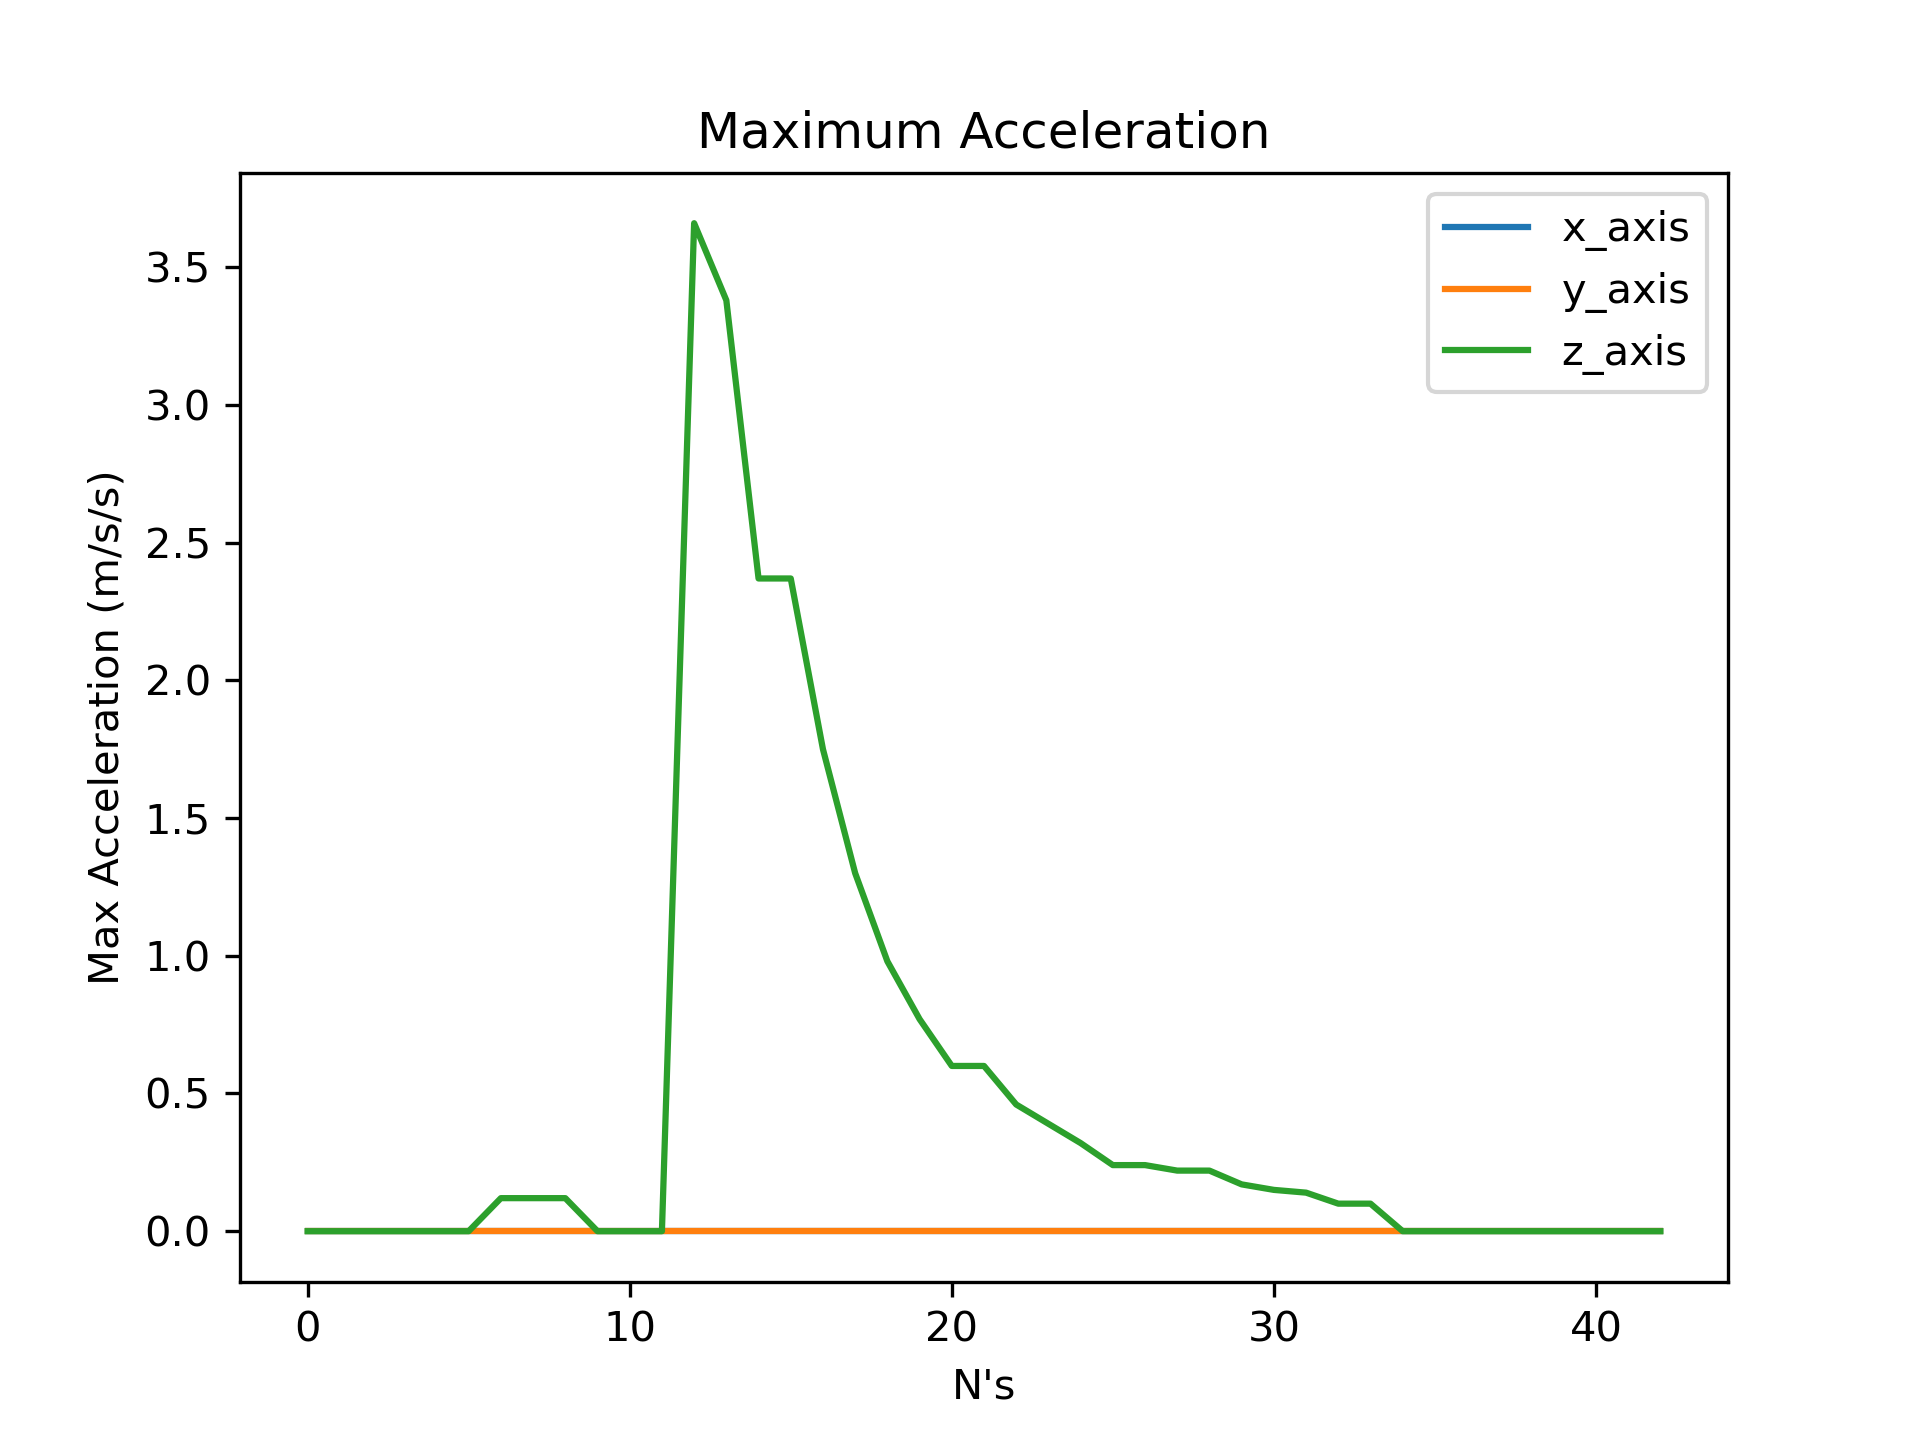 Maximum Acceleration
x_axis
y_axis
z_axis
Max Acceleration (m/s/s)
3.5
3.0
2.5
2.0
1.5
1.0
0.5
0.0
0 10 20 30 40
N's